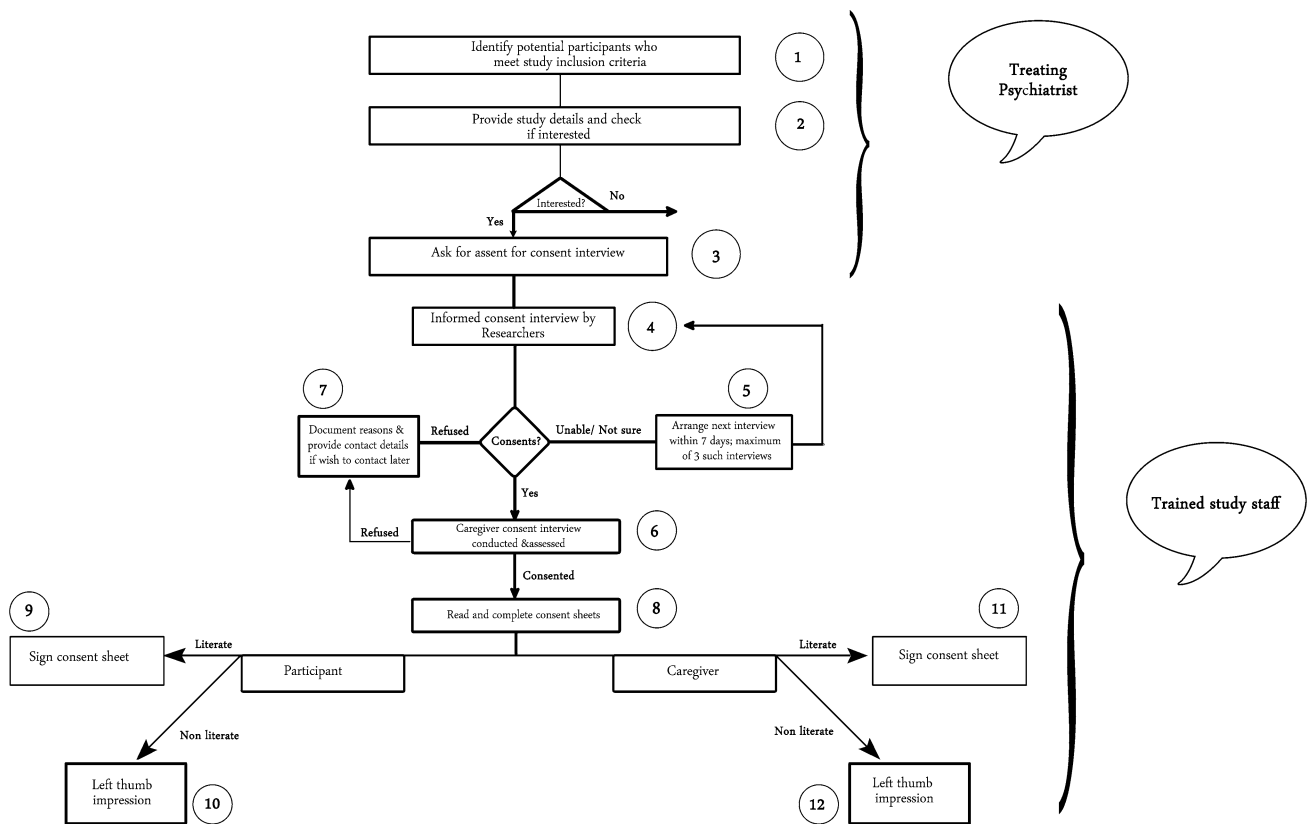 Identify potential participants who
meet study inclusion criteria
1
Treating
Psychiatrist
Provide study details and check
if interested
2
Interested?
No
Yes
Ask for assent for consent interview
3
Informed consent interview by
Researchers
4
7
5
Document reasons &
provide contact details
if wish to contact later
Refused
Consents?
Unable/ Not sure
Arrange next interview
within 7 days; maximum
of 3 such interviews
Yes
Trained study staff
Refused
Caregiver consent interview
conducted &assessed
6
Consented
9
Read and complete consent sheets
8
11
Sign consent sheet
Literate
Participant
Caregiver
Literate
Sign consent sheet
Non literate
Non literate
Left thumb
impression
10
12
Left thumb
impression